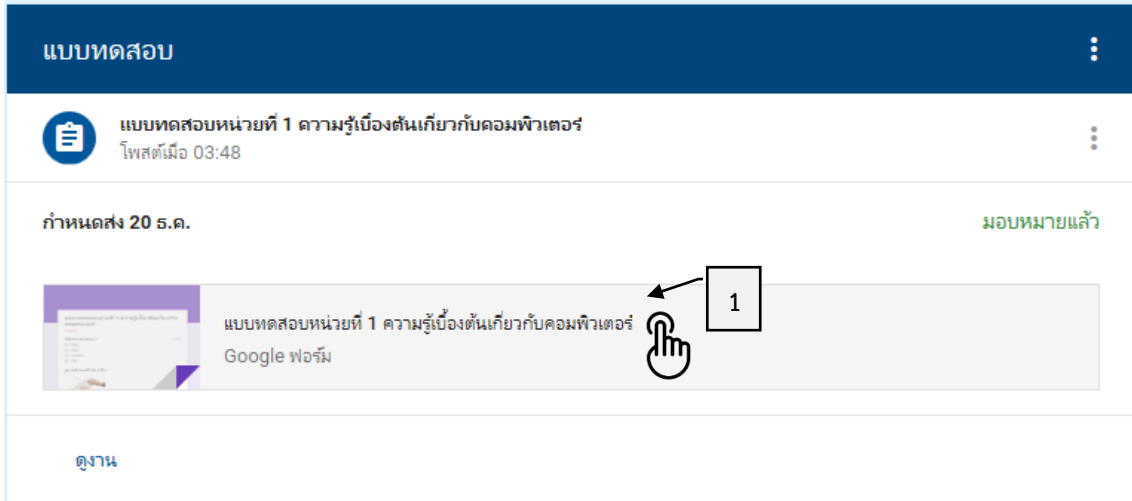 แบบทดสอบ
แบบทดสอบหน่วยที่ 1 ความรู้เบื้องต้นเกี่ยวกับคอมพิวเตอร์
โพสต์เมื่อ 03:48
กำหนดส่ง 20 ธ.ค.
มอบหมายแล้ว
1
แบบทดสอบหน่วยที่ 1 ความรู้เบื้องต้นเกี่ยวกับคอมพิวเตอร์
Google ฟอร์ม
ดูงาน